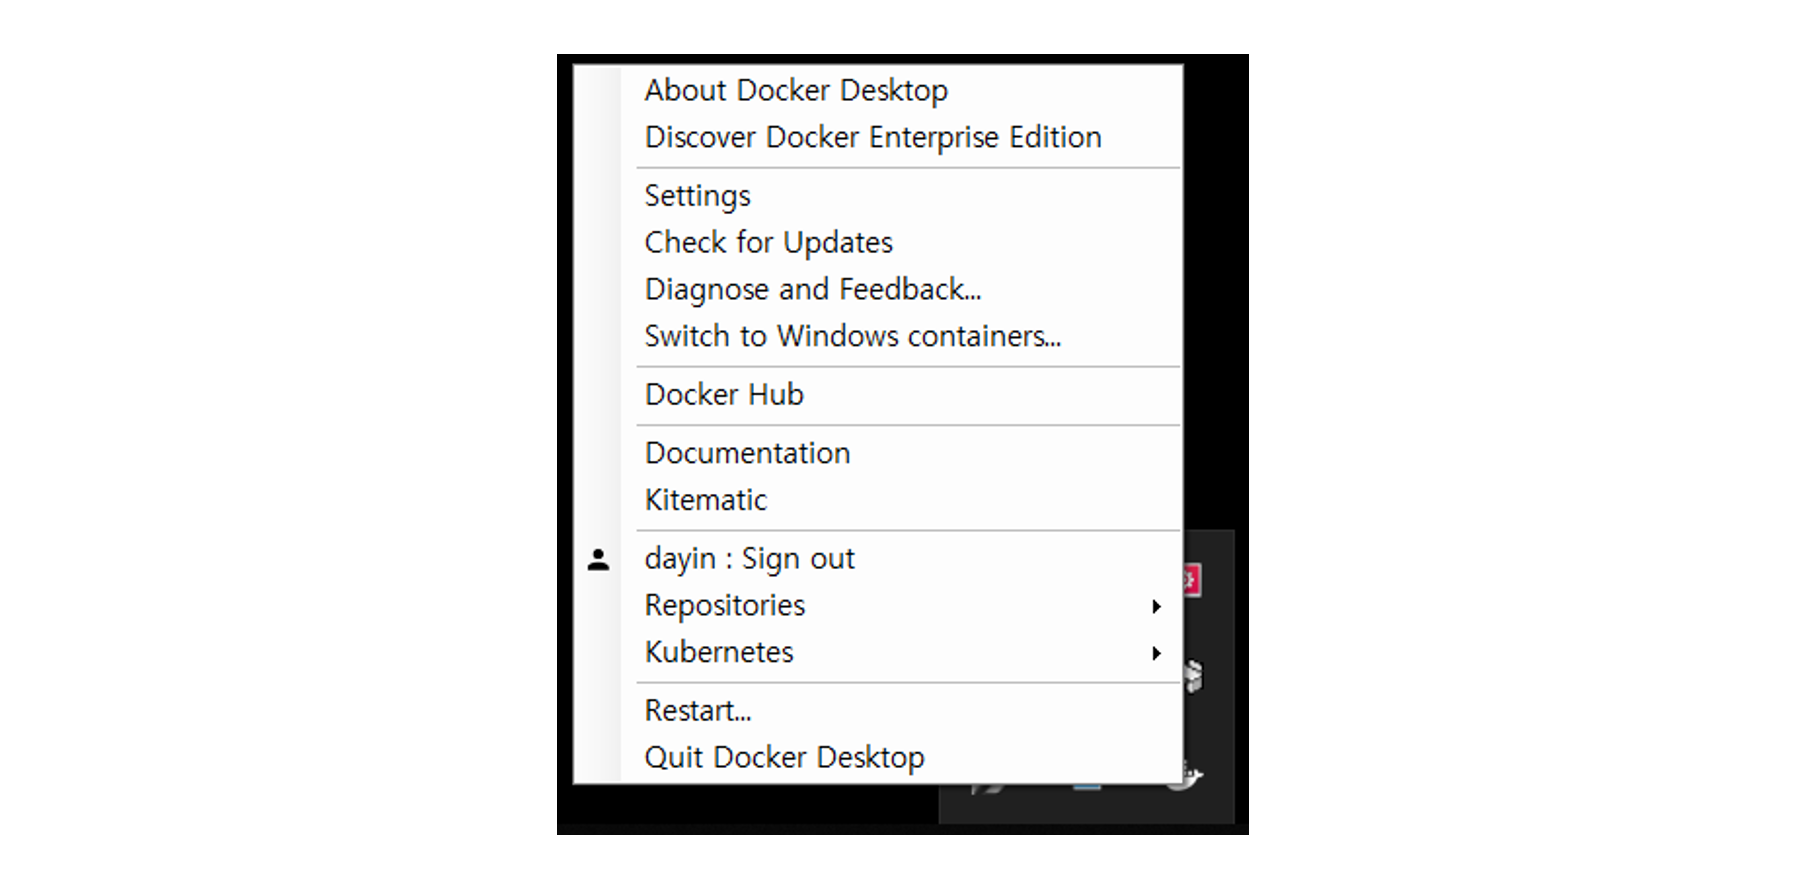 About Docker Desktop
Discover Docker Enterprise Edition
Settings
Check for Updates
Diagnose and Feedback...
Switch to Windows containers...
Docker Hub
Documentation
Kitematic
dayin : Sign out
Repositories
Kubernetes
Restart...
Quit Docker Desktop